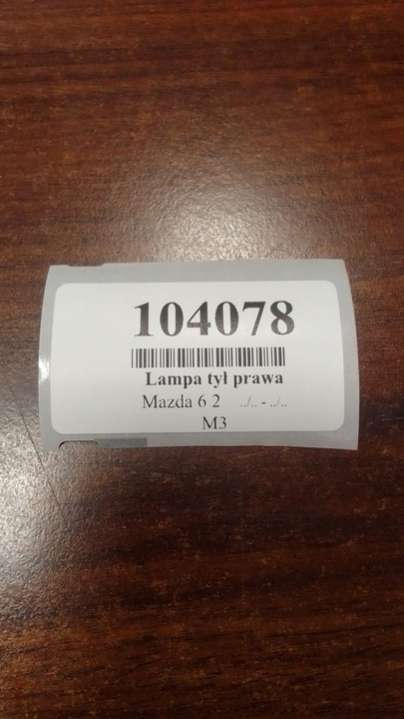 104078
Lampa tył prawa
Mazda 6 2 ../.. - ../..
M3